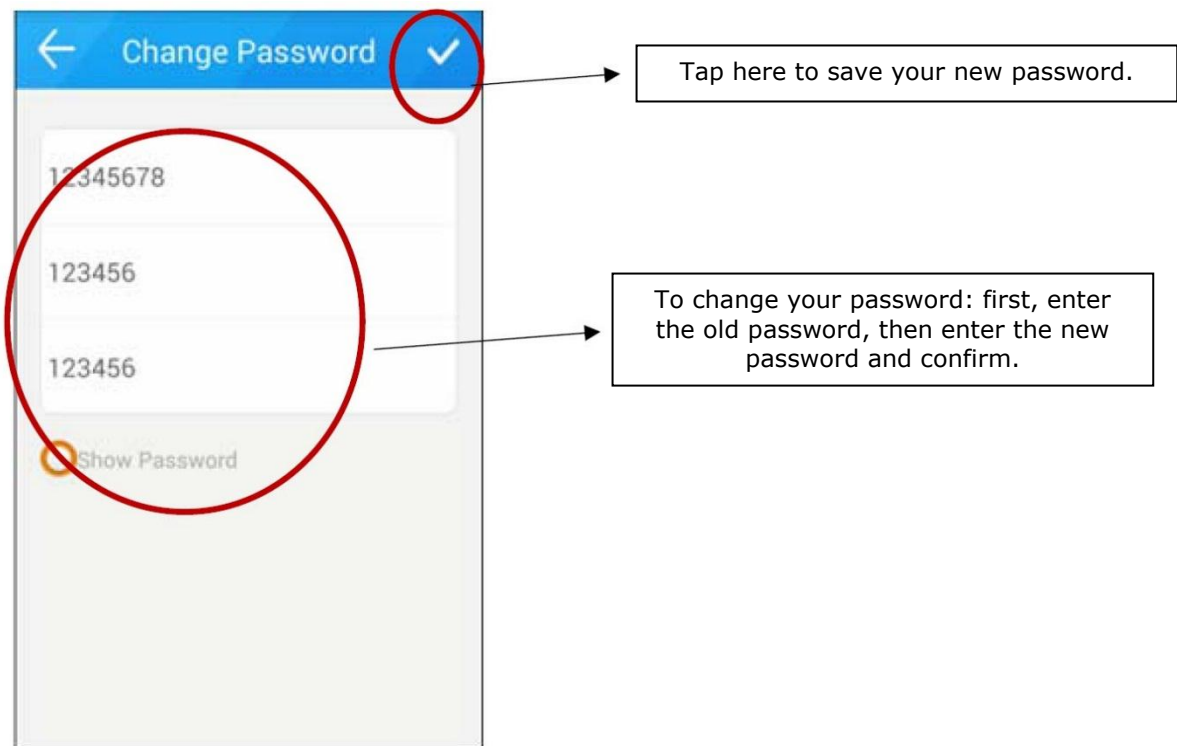 Change Password
Tap here to save your new password.
12345678
123456
To change your password: first, enter
the old password, then enter the new
password and confirm.
123456
Show Password